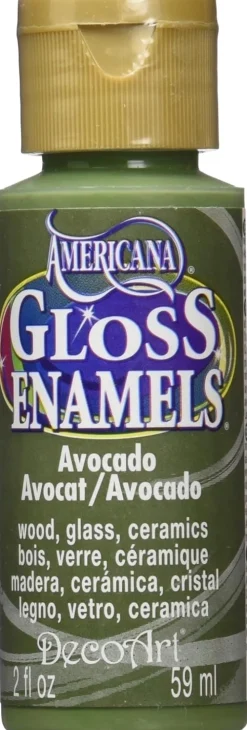 AMERICANA®
GLOSS
ENAMELS®
Avocado
Avocat/Avocado
wood, glass, ceramics
bois, verre, céramique
madera, cerámica, cristal
legno, vetro, ceramica
DecoArt®
2 fl oz 59 ml